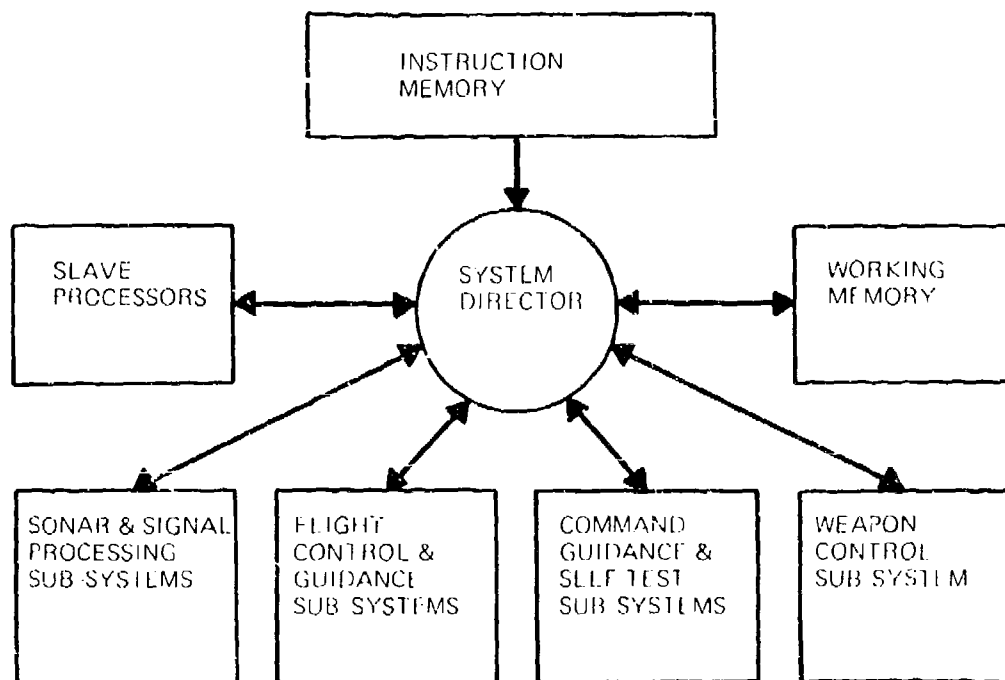 INSTRUCTION
MEMORY
SLAVE
PROCESSORS
SYSTEM
DIRECTOR
WORKING
MEMORY
SONAR & SIGNAL
PROCESSING
SUB-SYSTEMS
FLIGHT
CONTROL &
GUIDANCE
SUB SYSTEMS
COMMAND
GUIDANCE &
SELF TEST
SUB SYSTEMS
WEAPON
CONTROL
SUB SYSTEM